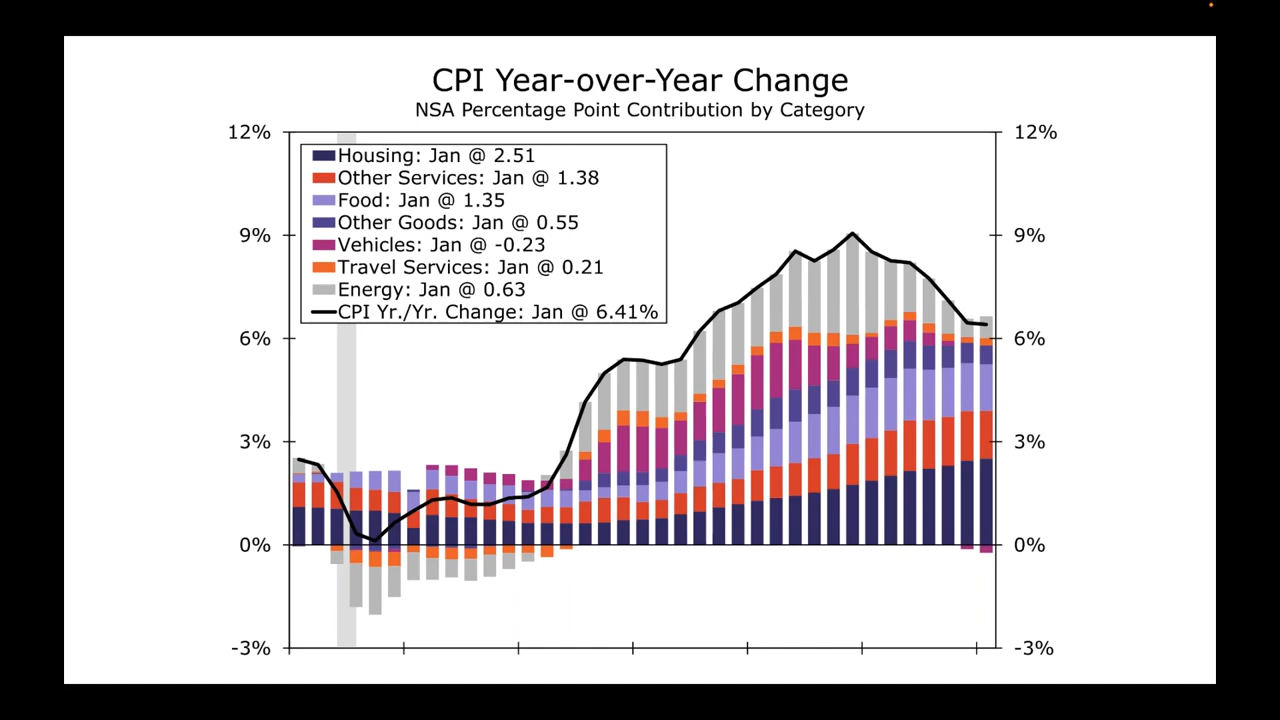 CPI Year-over-Year Change
NSA Percentage Point Contribution by Category
12%
12%
Housing: Jan @ 2.51
Other Services: Jan @ 1.38
Food: Jan @ 1.35
Other Goods: Jan @ 0.55
Vehicles: Jan @ -0.23
Travel Services: Jan @ 0.21
Energy: Jan @ 0.63
CPI Yr./Yr. Change: Jan @ 6.41%
9%
9%
6%
6%
3%
3%
0%
0%
-3%
-3%